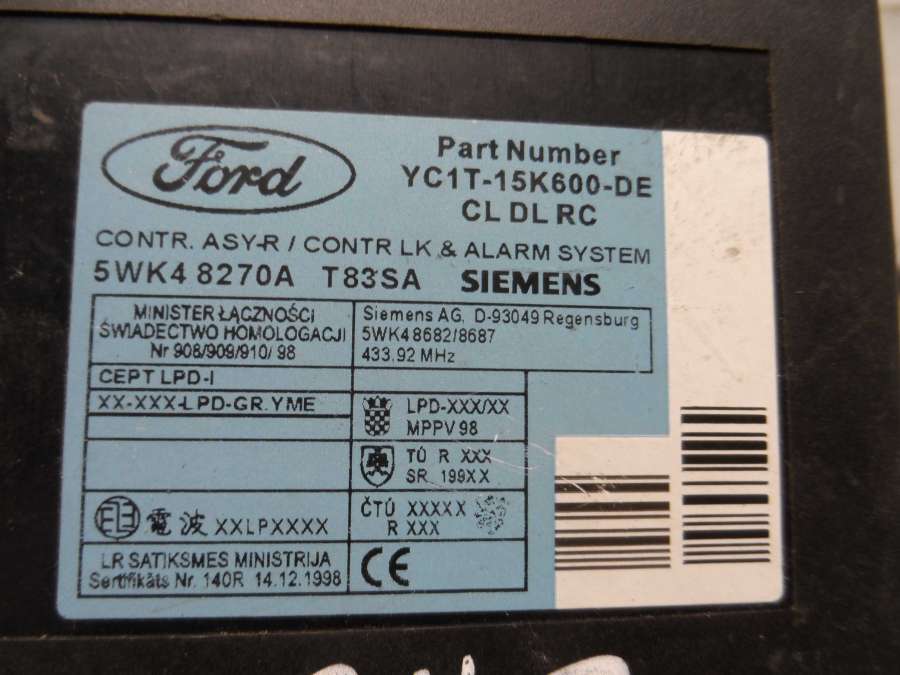 Ford
Part Number
YC1T-15K600-DE
CL DL RC
CONTR. ASY-R / CONTR LK & ALARM SYSTEM
5WK4 8270A T83SA SIEMENS
MINISTER ŁĄCZNOŚCI
ŚWIADECTWO HOMOLOGACJI
Nr 908/909/910/ 98
Siemens AG, D-93049 Regensburg
5WK48682/8687
433.92 MHz
CEPT LPD-I
XX-XXX-LPD-GR.YME
LPD-XXX/XX
MPPV 98
TÚ R XXX
SR 199XX
電波 XXLPXXXX
ČTÚ XXXXX
R XXX
LR SATIKSMES MINISTRIJA
Sertifikāts Nr. 140R 14.12.1998
CE